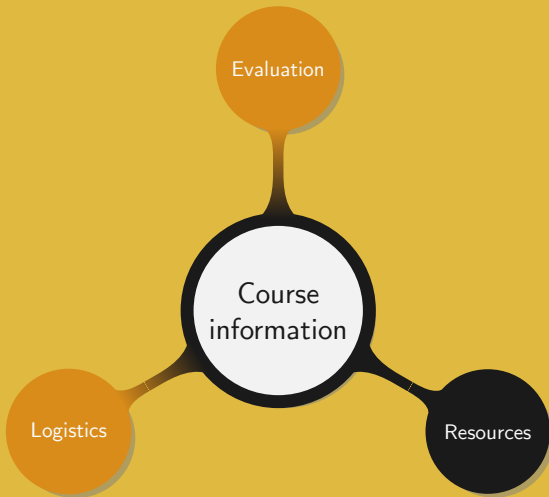 Evaluation
Course
information
Logistics
Resources